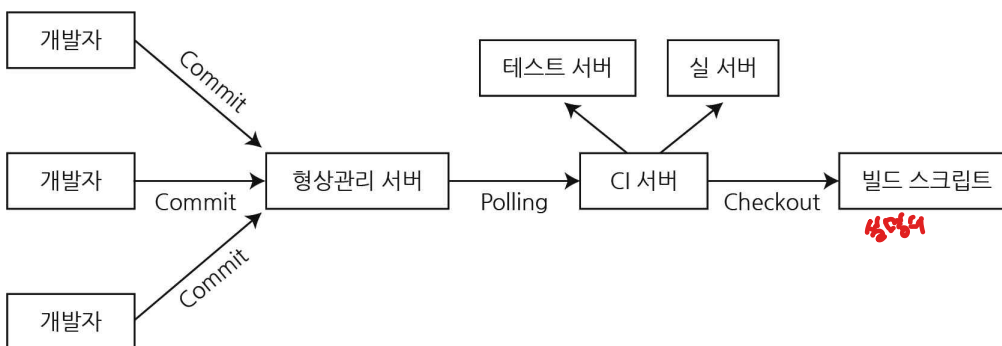 개발자
Commit
테스트 서버
실 서버
개발자
Commit
형상관리 서버
Polling
CI 서버
Checkout
빌드 스크립트
개발자
Commit